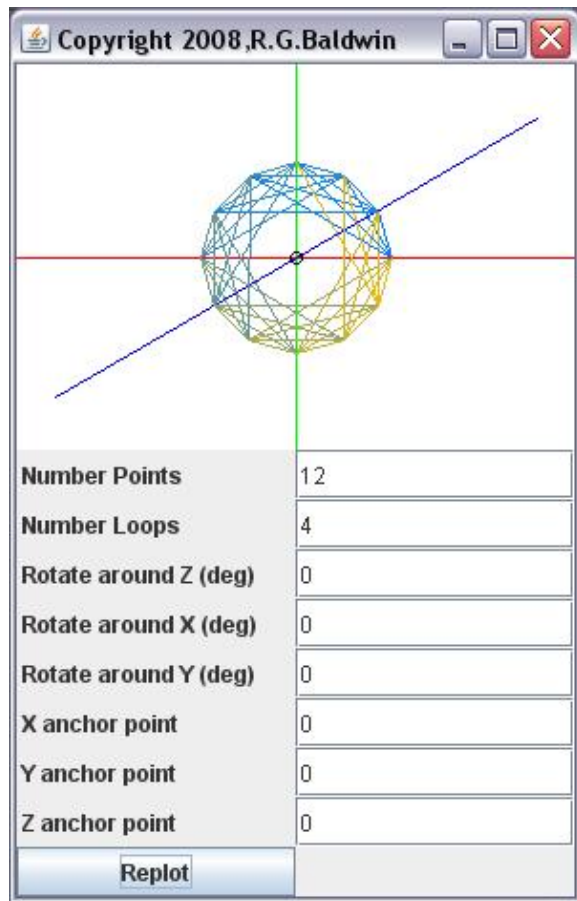 Copyright 2008,R.G.Baldwin
Number Points 12
Number Loops 4
Rotate around Z (deg) 0
Rotate around X (deg) 0
Rotate around Y (deg) 0
X anchor point 0
Y anchor point 0
Z anchor point 0
Replot